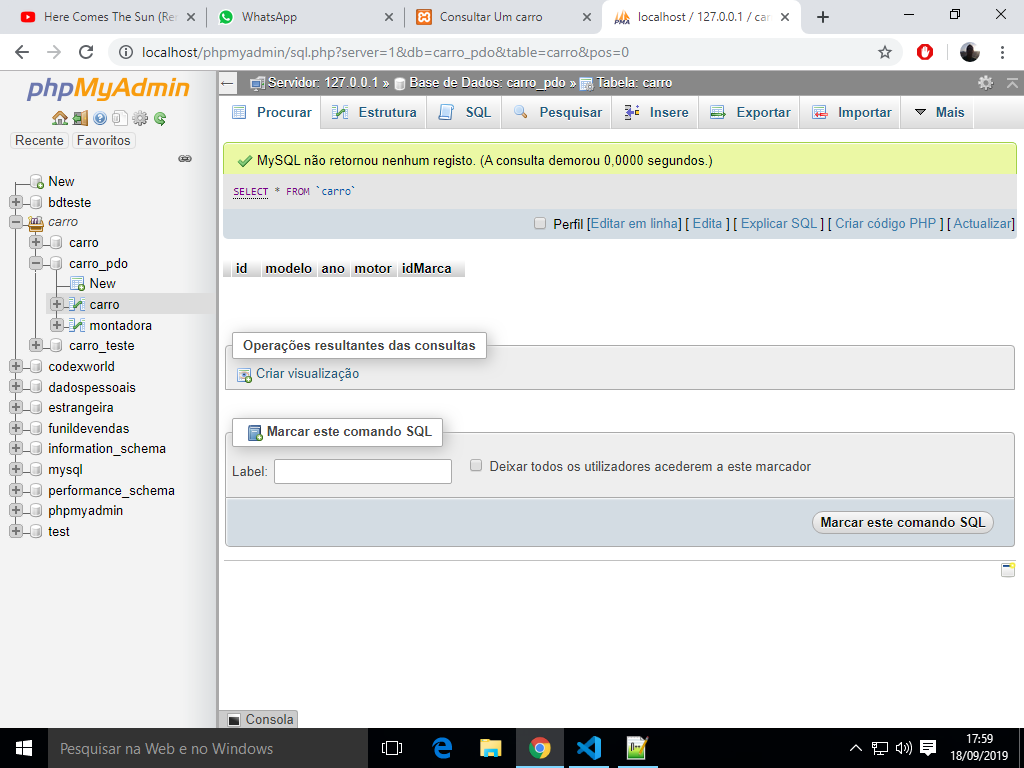 Here Comes The Sun (Rem
WhatsApp
Consultar Um carro
localhost / 127.0.0.1 / car
localhost/phpmyadmin/sql.php?server=1&db=carro_pdo&table=carro&pos=0
phpMyAdmin
Recente Favoritos
New
bdteste
carro
carro
carro_pdo
New
carro
montadora
carro_teste
codexworld
dadospessoais
estrangeira
funildevendas
information_schema
mysql
performance_schema
phpmyadmin
test
Servidor: 127.0.0.1 » Base de Dados: carro_pdo » Tabela: carro
Procurar Estrutura SQL Pesquisar Insere Exportar Importar Mais
MySQL não retornou nenhum registo. (A consulta demorou 0,0000 segundos.)
SELECT * FROM `carro`
Perfil [Editar em linha] [ Edita ] [ Explicar SQL ] [ Criar código PHP ] [ Actualizar]
id modelo ano motor idMarca
Operações resultantes das consultas
Criar visualização
Marcar este comando SQL
Label: Deixar todos os utilizadores acederem a este marcador
Marcar este comando SQL
Consola
Pesquisar na Web e no Windows
17:59
18/09/2019